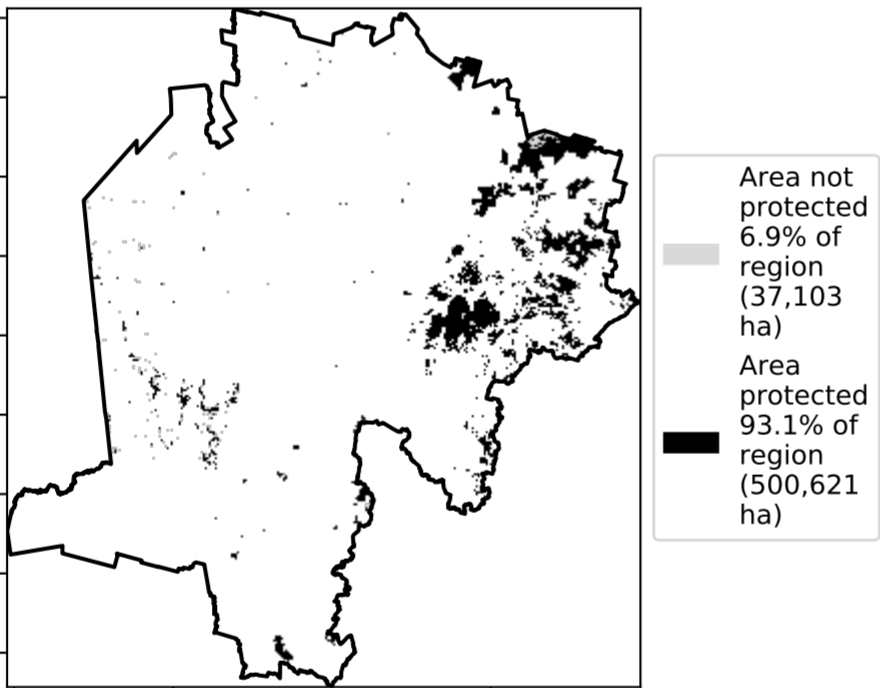 Area not
protected
6.9% of
region
(37,103
ha)
Area
protected
93.1% of
region
(500,621
ha)